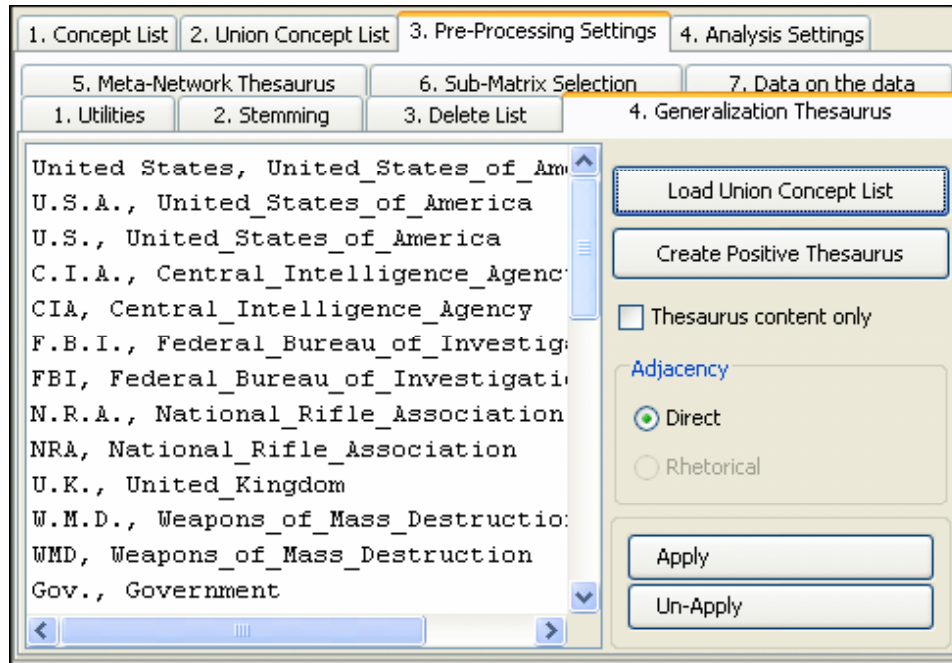 1. Concept List 2. Union Concept List 3. Pre-Processing Settings 4. Analysis Settings
5. Meta-Network Thesaurus 6. Sub-Matrix Selection 7. Data on the data
1. Utilities 2. Stemming 3. Delete List 4. Generalization Thesaurus
United States, United_States_of_Am
U.S.A., United_States_of_America
U.S., United_States_of_America
C.I.A., Central_Intelligence_Agenc
CIA, Central_Intelligence_Agency
F.B.I., Federal_Bureau_of_Investig
FBI, Federal_Bureau_of_Investigati
N.R.A., National_Rifle_Association
NRA, National_Rifle_Association
U.K., United_Kingdom
W.M.D., Weapons_of_Mass_Destructio
WMD, Weapons_of_Mass_Destruction
Gov., Government
Load Union Concept List
Create Positive Thesaurus
Thesaurus content only
Adjacency
Direct
Rhetorical
Apply
Un-Apply